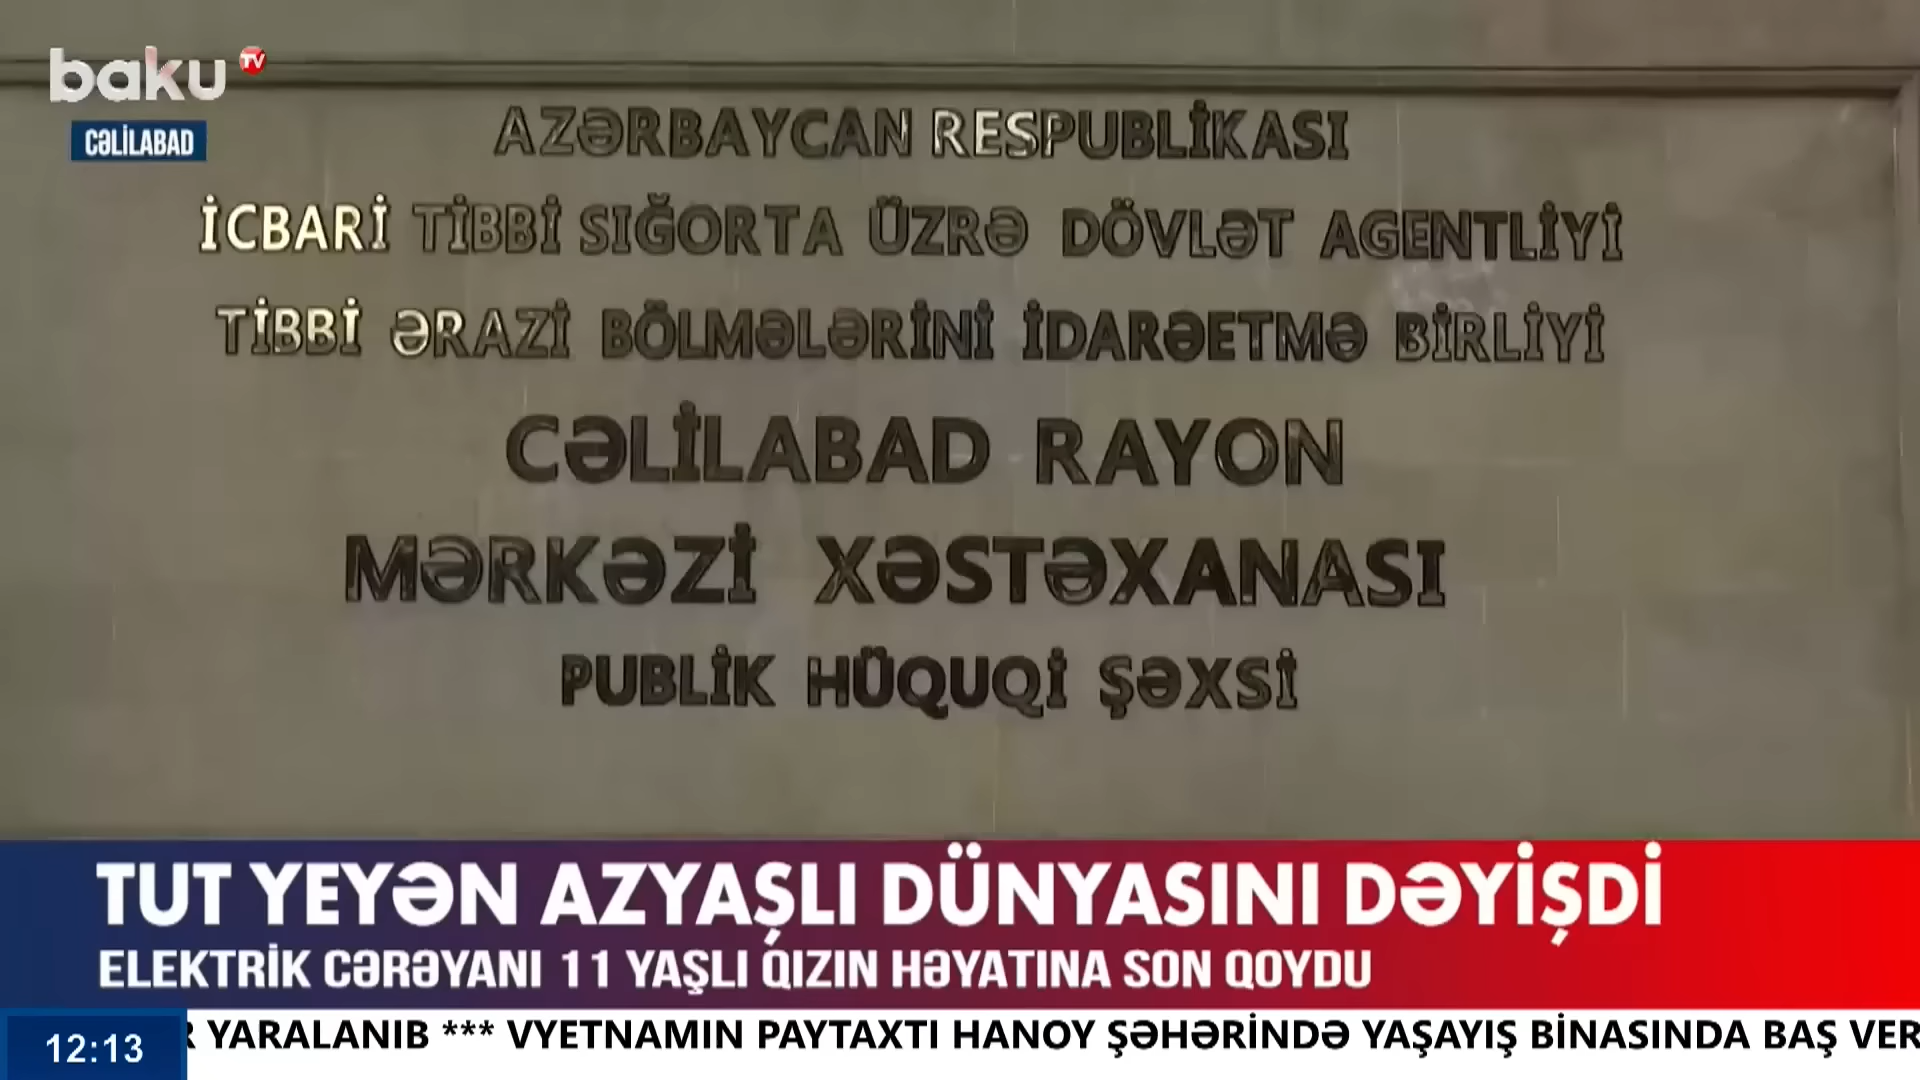 baku TV
CƏLİLABAD
AZƏRBAYCAN RESPUBLİKASI
İCBARİ TİBBİ SIĞORTA ÜZRƏ DÖVLƏT AGENTLİYİ
TİBBİ ƏRAZİ BÖLMƏLƏRİNİ İDARƏETMƏ BİRLİYİ
CƏLİLABAD RAYON
MƏRKƏZİ XƏSTƏXANASI
PUBLİK HÜQUQİ ŞƏXSİ
TUT YEYƏN AZYAŞLI DÜNYASINI DƏYİŞDİ
ELEKTRİK CƏRƏYANI 11 YAŞLI QIZIN HƏYATINA SON QOYDU
12:13 R YARALANIB *** VYETNAMIN PAYTAXTI HANOY ŞƏHƏRİNDƏ YAŞAYIŞ BİNASINDA BAŞ VER